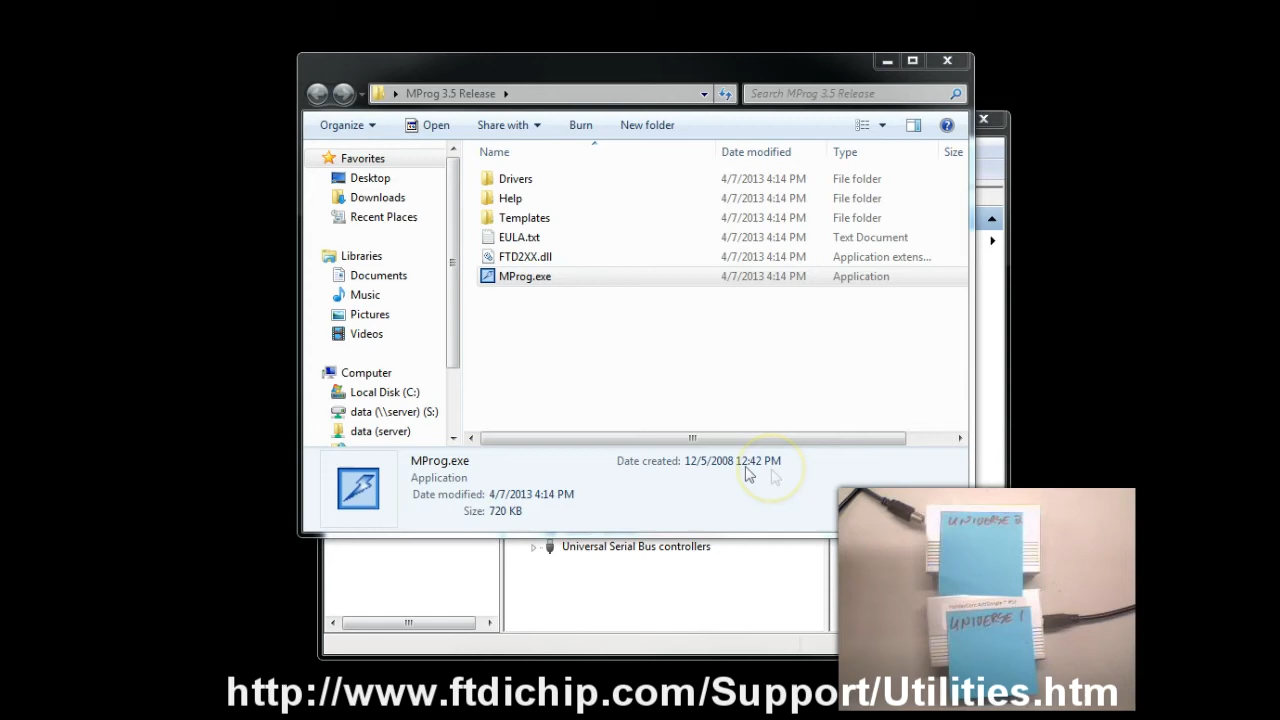 MProg 3.5 Release
Search MProg 3.5 Release
Organize Open Share with Burn New folder
Name Date modified Type Size
Favorites
Desktop
Downloads
Recent Places
Libraries
Documents
Music
Pictures
Videos
Computer
Local Disk (C:)
data (\\server) (S:)
data (server)
Drivers 4/7/2013 4:14 PM File folder
Help 4/7/2013 4:14 PM File folder
Templates 4/7/2013 4:14 PM File folder
EULA.txt 4/7/2013 4:14 PM Text Document
FTD2XX.dll 4/7/2013 4:14 PM Application extens...
MProg.exe 4/7/2013 4:14 PM Application
MProg.exe Date created: 12/5/2008 12:42 PM
Application
Date modified: 4/7/2013 4:14 PM
Size: 720 KB
Universal Serial Bus controllers
UNIVERSE 2
UNIVERSE 1
http://www.ftdichip.com/Support/Utilities.htm